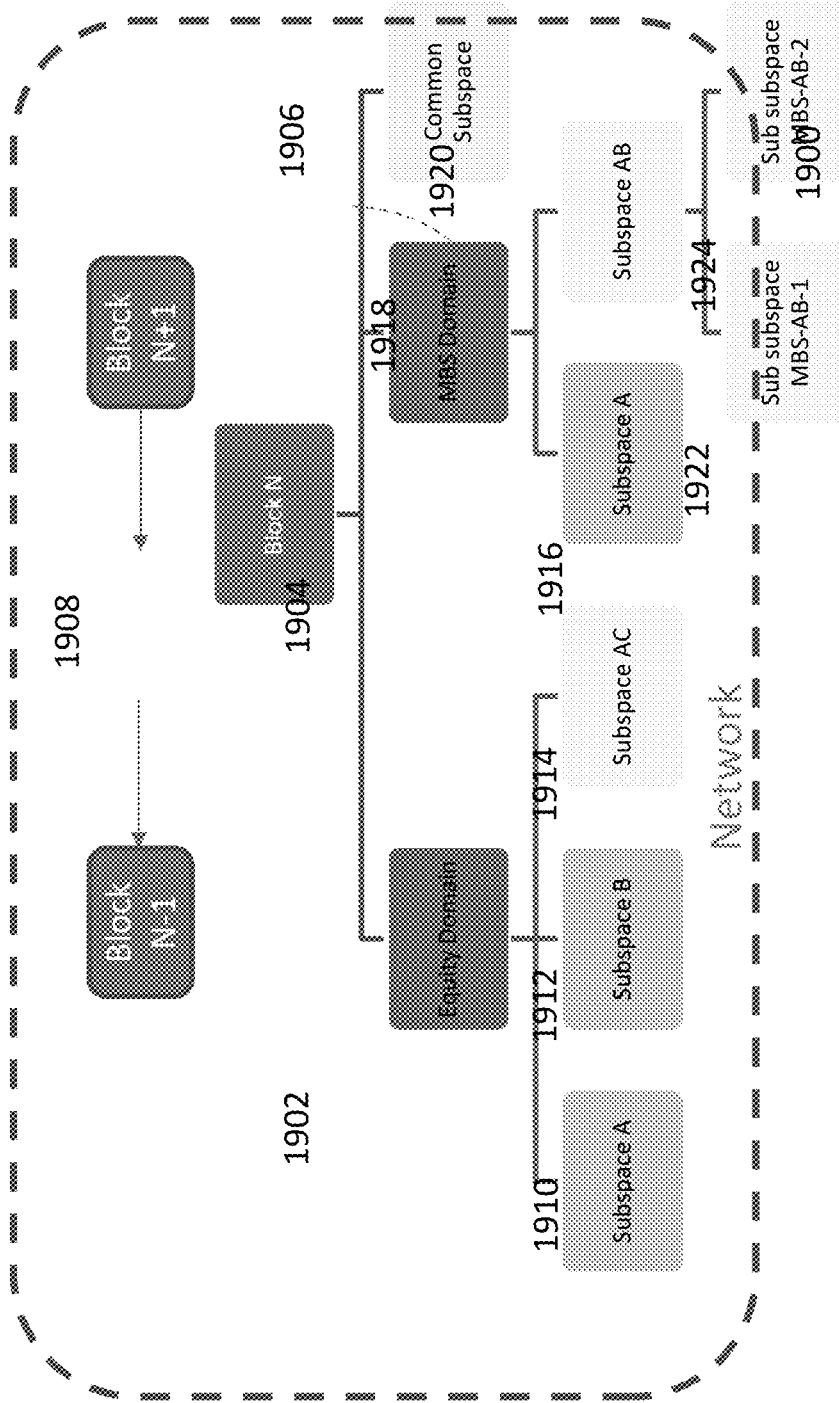 1908
Block
N-1
Block
N+1
1902
1904
1906
Block N
Equity Domain
1918
MBS Domain
1920
Common
Subspace
1910
1912
1914
1916
Subspace A
Subspace B
Subspace AC
Subspace A
Subspace AB
1922
1924
Network
Sub subspace
MBS-AB-1
Sub subspace
MBS-AB-2
1900